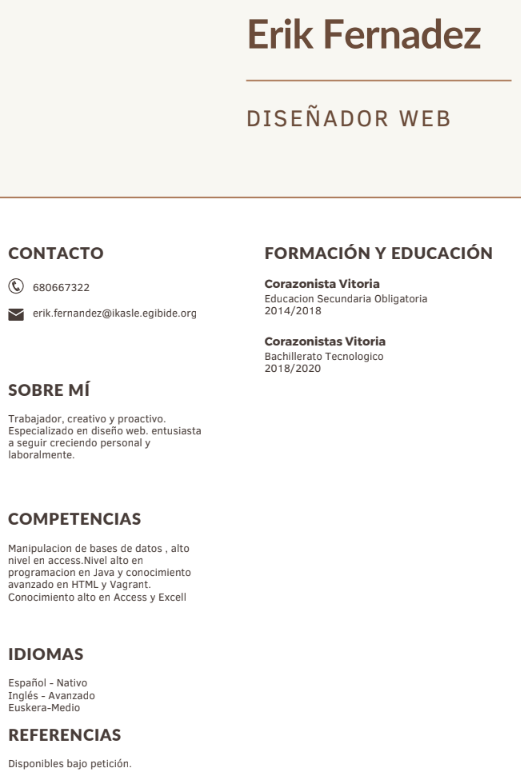 Erik Fernadez
DISEÑADOR WEB
CONTACTO
680667322
erik.fernandez@ikasle.egibide.org
SOBRE MÍ
Trabajador, creativo y proactivo.
Especializado en diseño web. entusiasta
a seguir creciendo personal y
laboralmente.
COMPETENCIAS
Manipulacion de bases de datos , alto
nivel en access.Nivel alto en
programacion en Java y conocimiento
avanzado en HTML y Vagrant.
Conocimiento alto en Access y Excell
IDIOMAS
Español - Nativo
Inglés - Avanzado
Euskera-Medio
REFERENCIAS
Disponibles bajo petición.
FORMACIÓN Y EDUCACIÓN
Corazonista Vitoria
Educacion Secundaria Obligatoria
2014/2018
Corazonistas Vitoria
Bachillerato Tecnologico
2018/2020